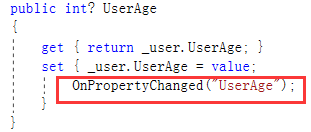 public int? UserAge
{
get { return _user.UserAge; }
set { _user.UserAge = value;
OnPropertyChanged("UserAge");
}
}